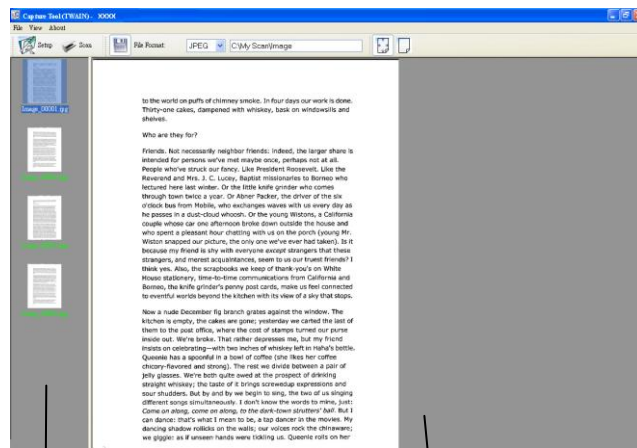 Capture Tool (TWAIN) - XXXX
File View About
Setup Scan File Format JPEG C:\My Scan\Image
Image_00001.jpg
to the world on puffs of chimney smoke. In four days our work is done.
Thirty-one cakes, dampened with whiskey, bask on windowsills and
shelves.
Who are they for?
Friends. Not necessarily neighbor friends: indeed, the larger share is
intended for persons we've met maybe once, perhaps not at all.
People who've struck our fancy. Like President Roosevelt. Like the
Reverend and Mrs. J. C. Lucey, Baptist missionaries to Borneo who
lectured here last winter. Or the little knife grinder who comes
through town twice a year. Or Abner Packer, the driver of the six
o'clock bus from Mobile, who exchanges waves with us every day as
he passes in a dust-cloud whoosh. Or the young Wistons, a California
couple whose car one afternoon broke down outside the house and
who spent a pleasant hour chatting with us on the porch (young Mr.
Wiston snapped our picture, the only one we've ever had taken). Is it
because my friend is shy with everyone except strangers that these
strangers, and merest acquaintances, seem to us our truest friends? I
think yes. Also, the scrapbooks we keep of thank-you's on White
House stationery, time-to-time communications from California and
Borneo, the knife grinder's penny post cards, make us feel connected
to eventful worlds beyond the kitchen with its view of a sky that stops.
Now a nude December fig branch grates against the window. The
kitchen is empty, the cakes are gone; yesterday we carted the last of
them to the post office, where the cost of stamps turned our purse
inside out. We're broke. That rather depresses me, but my friend
insists on celebrating—with two inches of whiskey left in Haha's bottle.
Queenie has a spoonful in a bowl of coffee (she likes her coffee
chicory-flavored and strong). The rest we divide between a pair of
jelly glasses. We're both quite awed at the prospect of drinking
straight whiskey; the taste of it brings screwedup expressions and
sour shudders. But by and by we begin to sing, the two of us singing
different songs simultaneously. I don't know the words to mine, just:
Come on along, come on along, to the dark-town strutters' ball. But I
can dance: that's what I mean to be, a tap dancer in the movies. My
dancing shadow rollicks on the walls; our voices rock the chinaware;
we giggle: as if unseen hands were tickling us. Queenie rolls on her